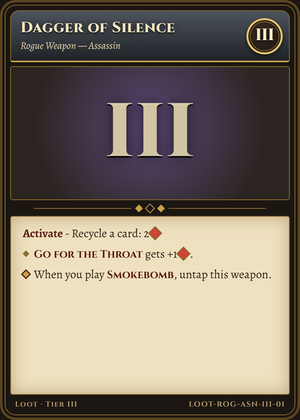 Dagger of Silence
Rogue Weapon — Assassin
III
III
Activate - Recycle a card: 2
Go for the Throat gets +1.
When you play Smokebomb, untap this weapon.
Loot · Tier III
LOOT-ROG-ASN-III-01